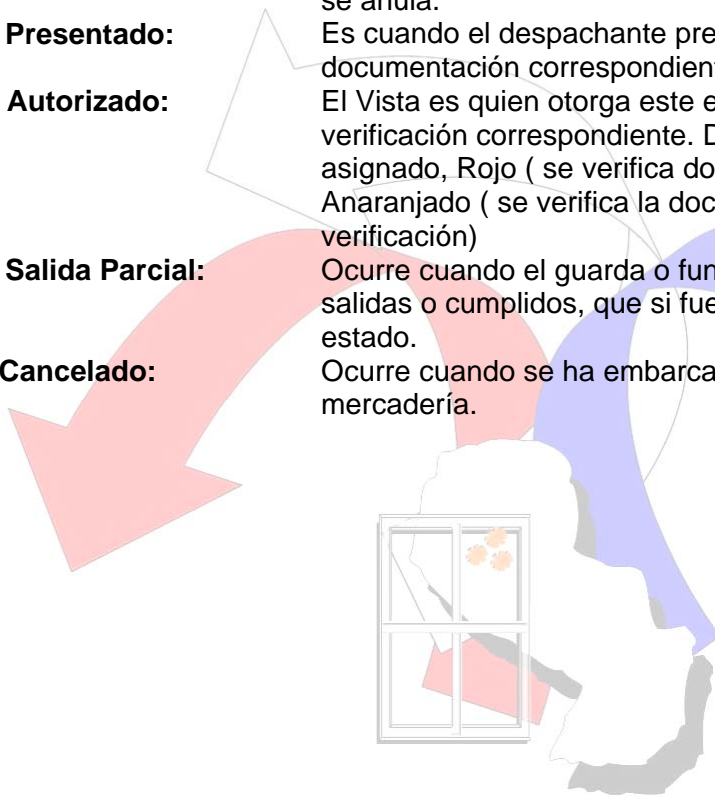 se anula.
Presentado: Es cuando el despachante pre
documentación correspondient
Autorizado: El Vista es quien otorga este e
verificación correspondiente. D
asignado, Rojo ( se verifica do
Anaranjado ( se verifica la doc
verificación)
Salida Parcial: Ocurre cuando el guarda o fun
salidas o cumplidos, que si fue
estado.
Cancelado: Ocurre cuando se ha embarca
mercadería.